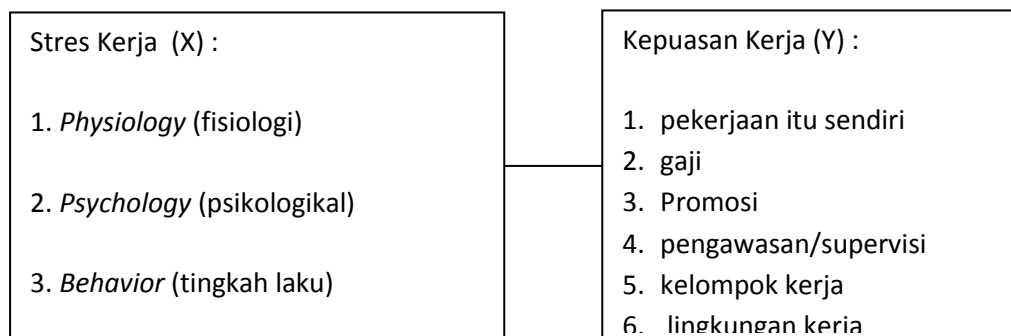 Stres Kerja (X) :
1. Physiology (fisiologi)
2. Psychology (psikologikal)
3. Behavior (tingkah laku)
Kepuasan Kerja (Y) :
1. pekerjaan itu sendiri
2. gaji
3. Promosi
4. pengawasan/supervisi
5. kelompok kerja
6. lingkungan kerja